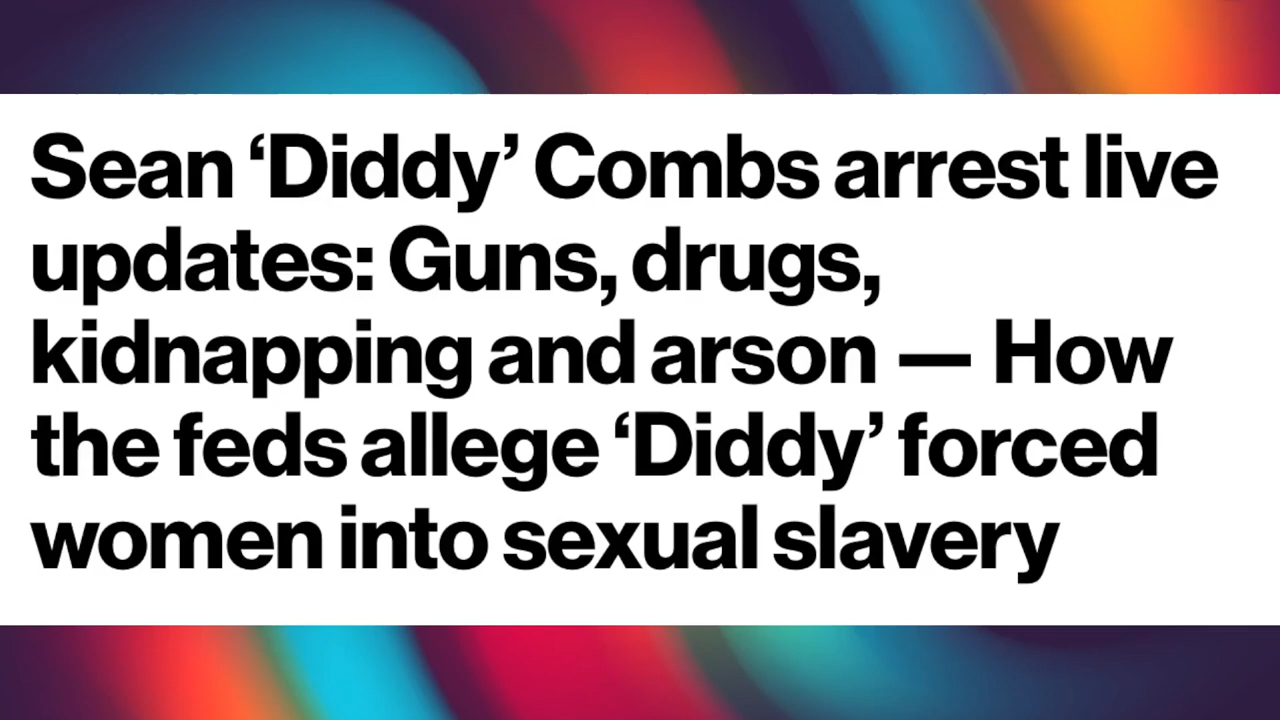 Sean ‘Diddy’ Combs arrest live
updates: Guns, drugs,
kidnapping and arson — How
the feds allege ‘Diddy’ forced
women into sexual slavery